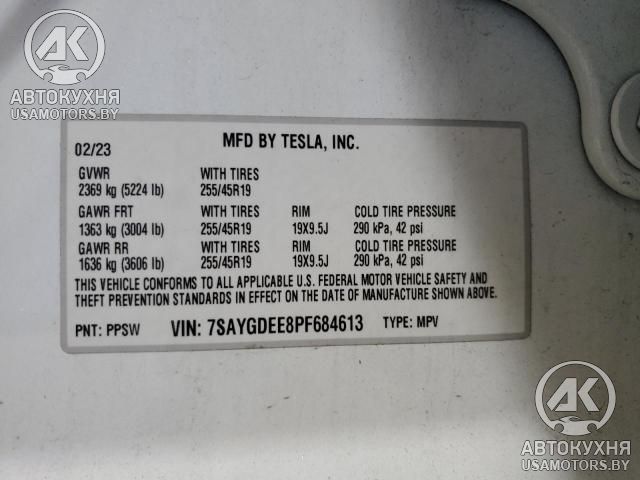 AK
АВТОКУХНЯ
USAMOTORS.BY
02/23 MFD BY TESLA, INC.
GVWR WITH TIRES
2369 kg (5224 lb) 255/45R19
GAWR FRT WITH TIRES RIM COLD TIRE PRESSURE
1363 kg (3004 lb) 255/45R19 19X9.5J 290 kPa, 42 psi
GAWR RR WITH TIRES RIM COLD TIRE PRESSURE
1636 kg (3606 lb) 255/45R19 19X9.5J 290 kPa, 42 psi
THIS VEHICLE CONFORMS TO ALL APPLICABLE U.S. FEDERAL MOTOR VEHICLE SAFETY AND
THEFT PREVENTION STANDARDS IN EFFECT ON THE DATE OF MANUFACTURE SHOWN ABOVE.
PNT: PPSW VIN: 7SAYGDEE8PF684613 TYPE: MPV
AK
АВТОКУХНЯ
USAMOTORS.BY